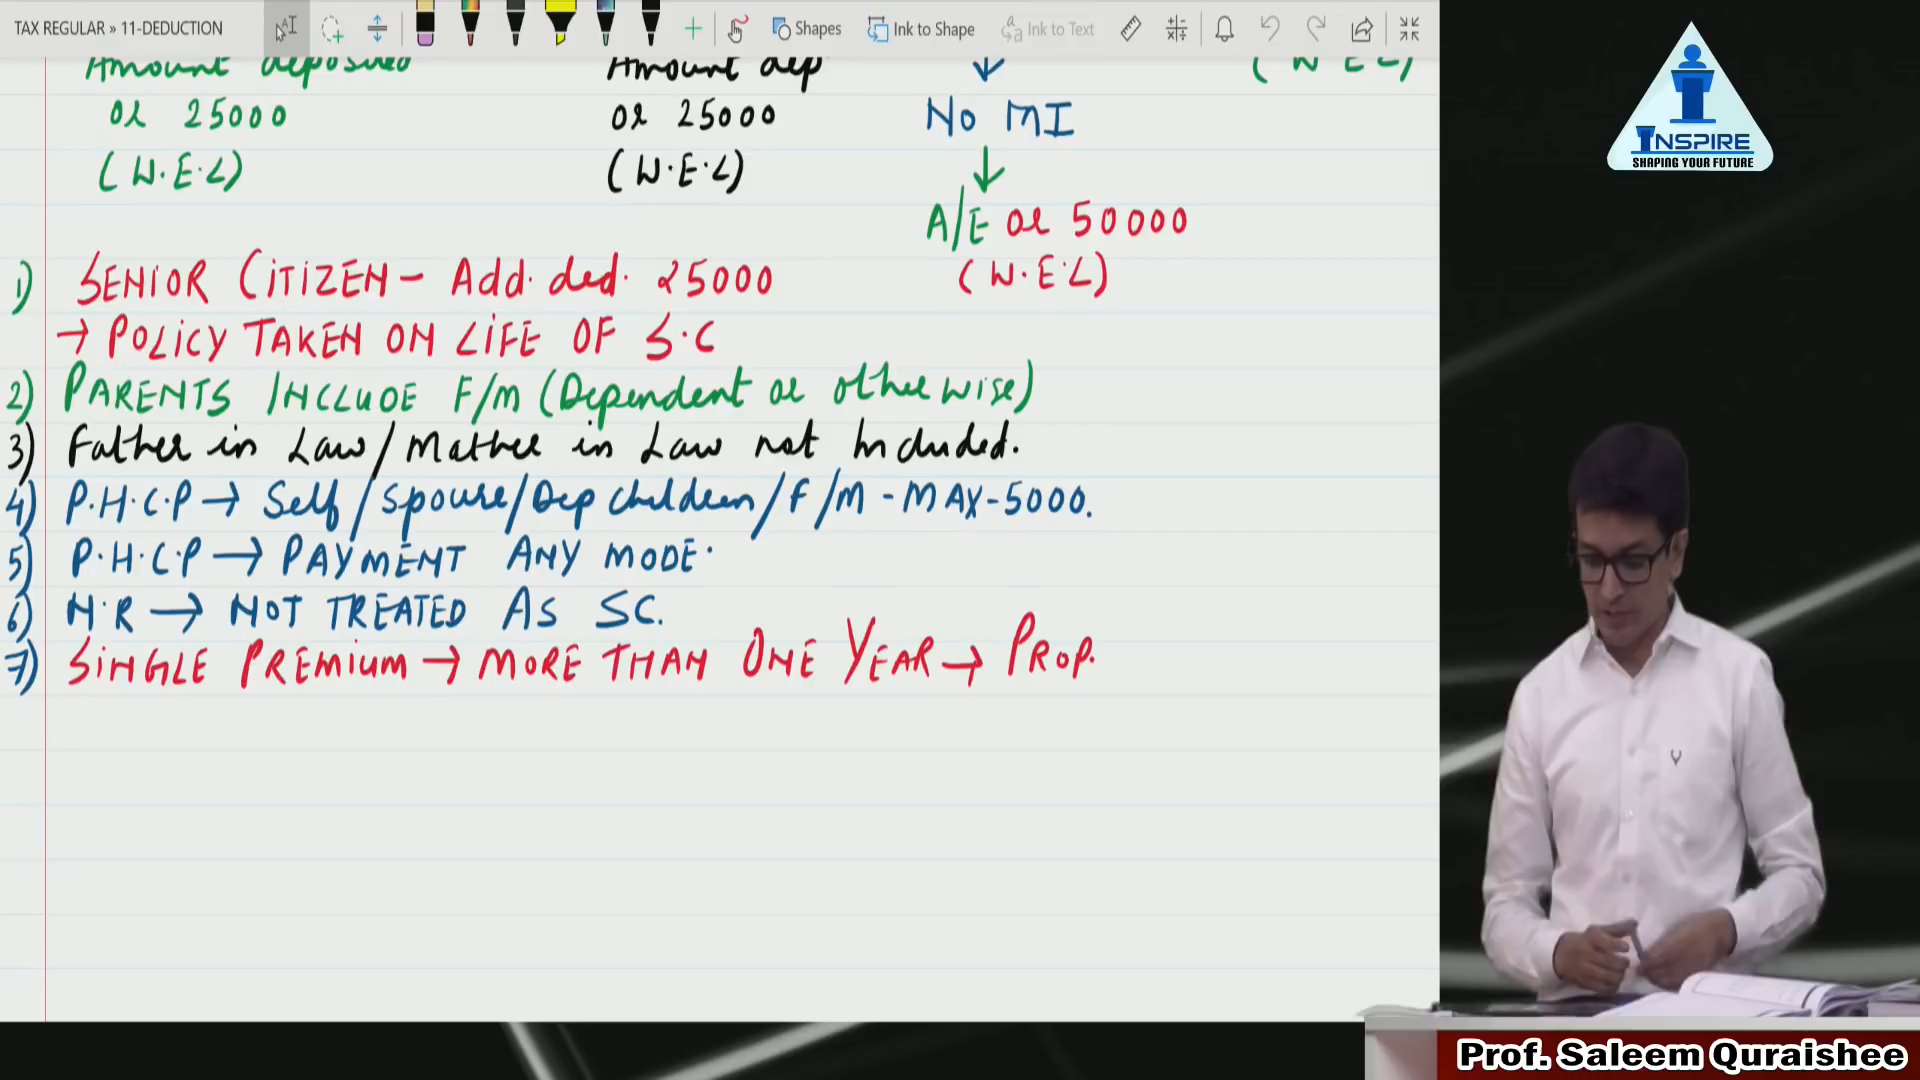 TAX REGULAR » 11-DEDUCTION
Shapes
Ink to Shape
Ink to Text
Amount deposited
Amount dep
(W E L)
or 25000
or 25000
No MI
(W.E.L)
(W.E.L)
A/E or 50000
(W.E.L)
1) SENIOR CITIZEN - Add. ded. 25000
→ POLICY TAKEN ON LIFE OF S.C
2) PARENTS INCLUDE F/M (Dependent or otherwise)
3) Father in Law/Mother in Law not Included.
4) P.H.C.P → Self/Spouse/Dep children/F/M - MAX - 5000.
5) P.H.C.P → PAYMENT ANY MODE.
6) N.R → NOT TREATED AS SC.
7) SINGLE PREMIUM → MORE THAN ONE YEAR → PROP.
INSPIRE
SHAPING YOUR FUTURE
Prof. Saleem Quraishee